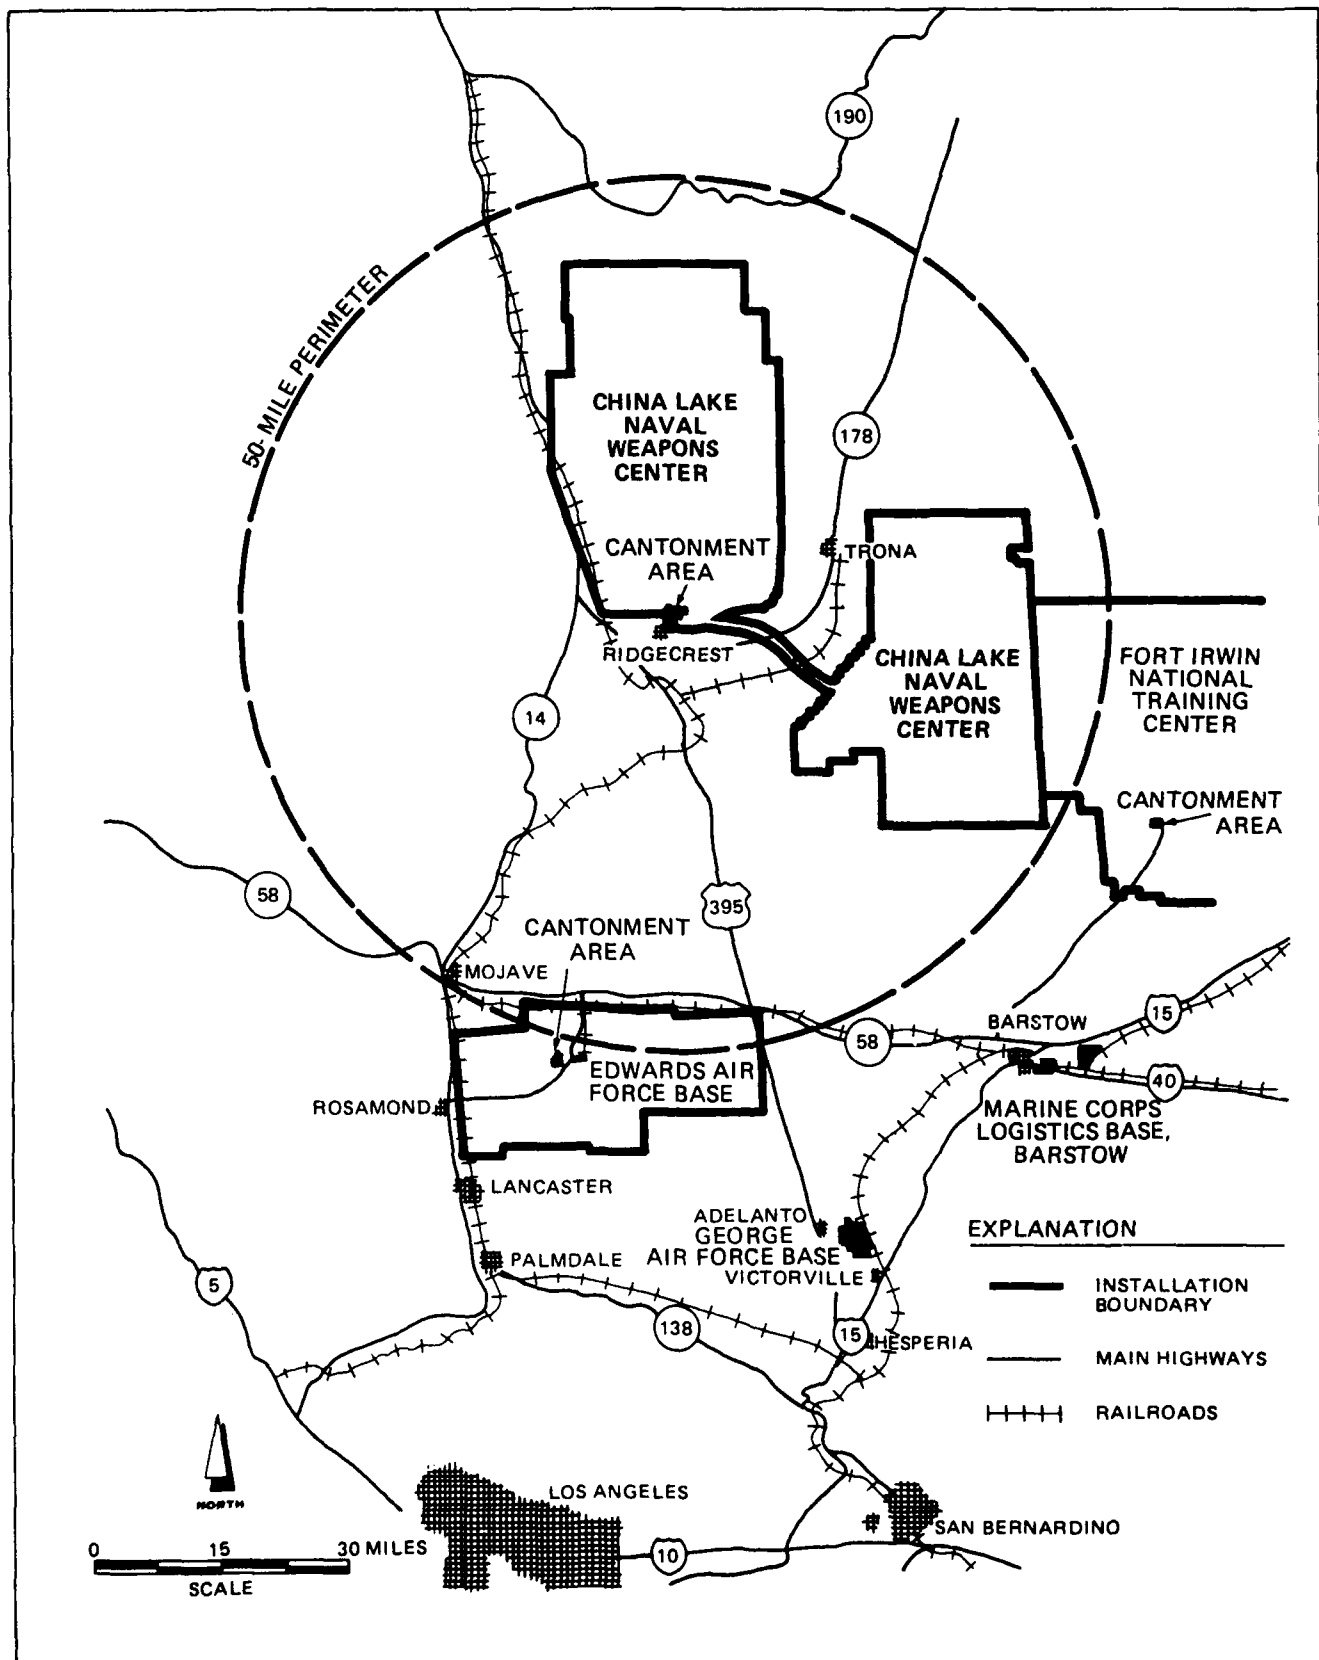 190
50-MILE PERIMETER
CHINA LAKE
NAVAL
WEAPONS
CENTER
178
CANTONMENT
AREA
TRONA
RIDGECREST
CHINA LAKE
NAVAL
WEAPONS
CENTER
FORT IRWIN
NATIONAL
TRAINING
CENTER
14
CANTONMENT
AREA
58
395
CANTONMENT
AREA
MOJAVE
15
BARSTOW
58
EDWARDS AIR
FORCE BASE
40
ROSAMOND
MARINE CORPS
LOGISTICS BASE,
BARSTOW
LANCASTER
ADELANTO
GEORGE
AIR FORCE BASE
VICTORVILLE
PALMDALE
5
138
15
HESPERIA
EXPLANATION
INSTALLATION
BOUNDARY
MAIN HIGHWAYS
RAILROADS
NORTH
LOS ANGELES
SAN BERNARDINO
10
0 15 30 MILES
SCALE